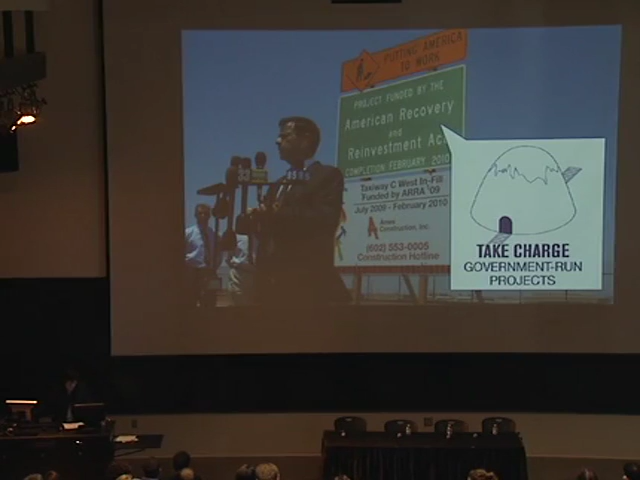 PUTTING AMERICA
TO WORK
PROJECT FUNDED BY THE
American Recovery
and
Reinvestment Act
COMPLETION FEBRUARY 2010
Taxiway C West In-Fill
Funded by ARRA '09
July 2009 - February 2010
Ames
Construction, Inc.
(602) 553-0005
Construction Hotline
33
TAKE CHARGE
GOVERNMENT-RUN
PROJECTS